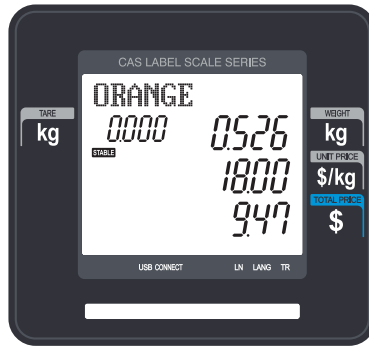 CAS LABEL SCALE SERIES
ORANGE
TARE
kg
0.000
0.526
WEIGHT
kg
STABLE
18.00
UNIT PRICE
$/kg
9.47
TOTAL PRICE
$
USB CONNECT LN LANG TR